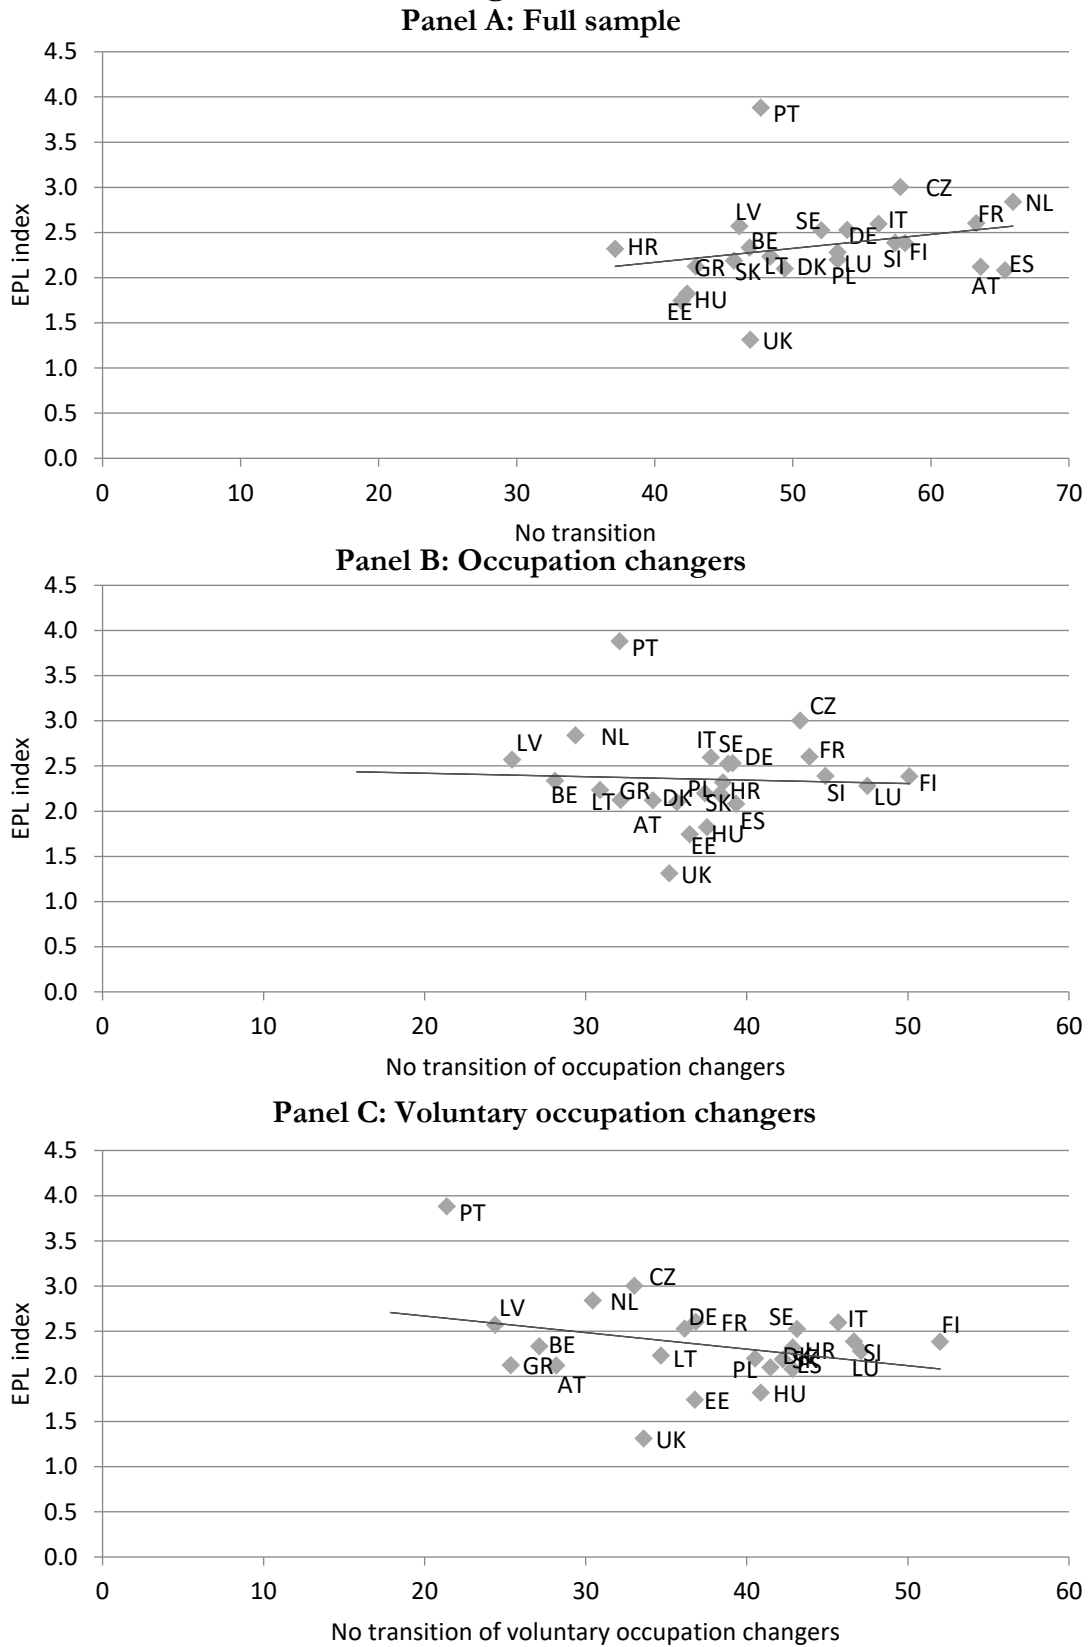 Panel A: Full sample
4.5
4.0
PT
3.5
3.0
CZ
NL
LV
SE
IT
FR
2.5
HR
BE
DE
FI
GR
SK
LT
DK
LU
SI
ES
2.0
PL
AT
HU
EE
1.5
UK
1.0
0.5
0.0
EPL index
0 10 20 30 40 50 60 70
No transition
Panel B: Occupation changers
4.5
4.0
PT
3.5
3.0
CZ
NL
LV
IT
SE
DE
FR
2.5
BE
LT
GR
DK
PL
HR
SI
LU
FI
2.0
SK
AT
ES
HU
EE
1.5
UK
1.0
0.5
0.0
EPL index
0 10 20 30 40 50 60
No transition of occupation changers
Panel C: Voluntary occupation changers
4.5
4.0
PT
3.5
3.0
CZ
NL
LV
DE
FR
SE
IT
FI
2.5
BE
LT
HR
SI
GR
AT
PL
DK
SK
ES
LU
2.0
EE
HU
1.5
UK
1.0
0.5
0.0
EPL index
0 10 20 30 40 50 60
No transition of voluntary occupation changers